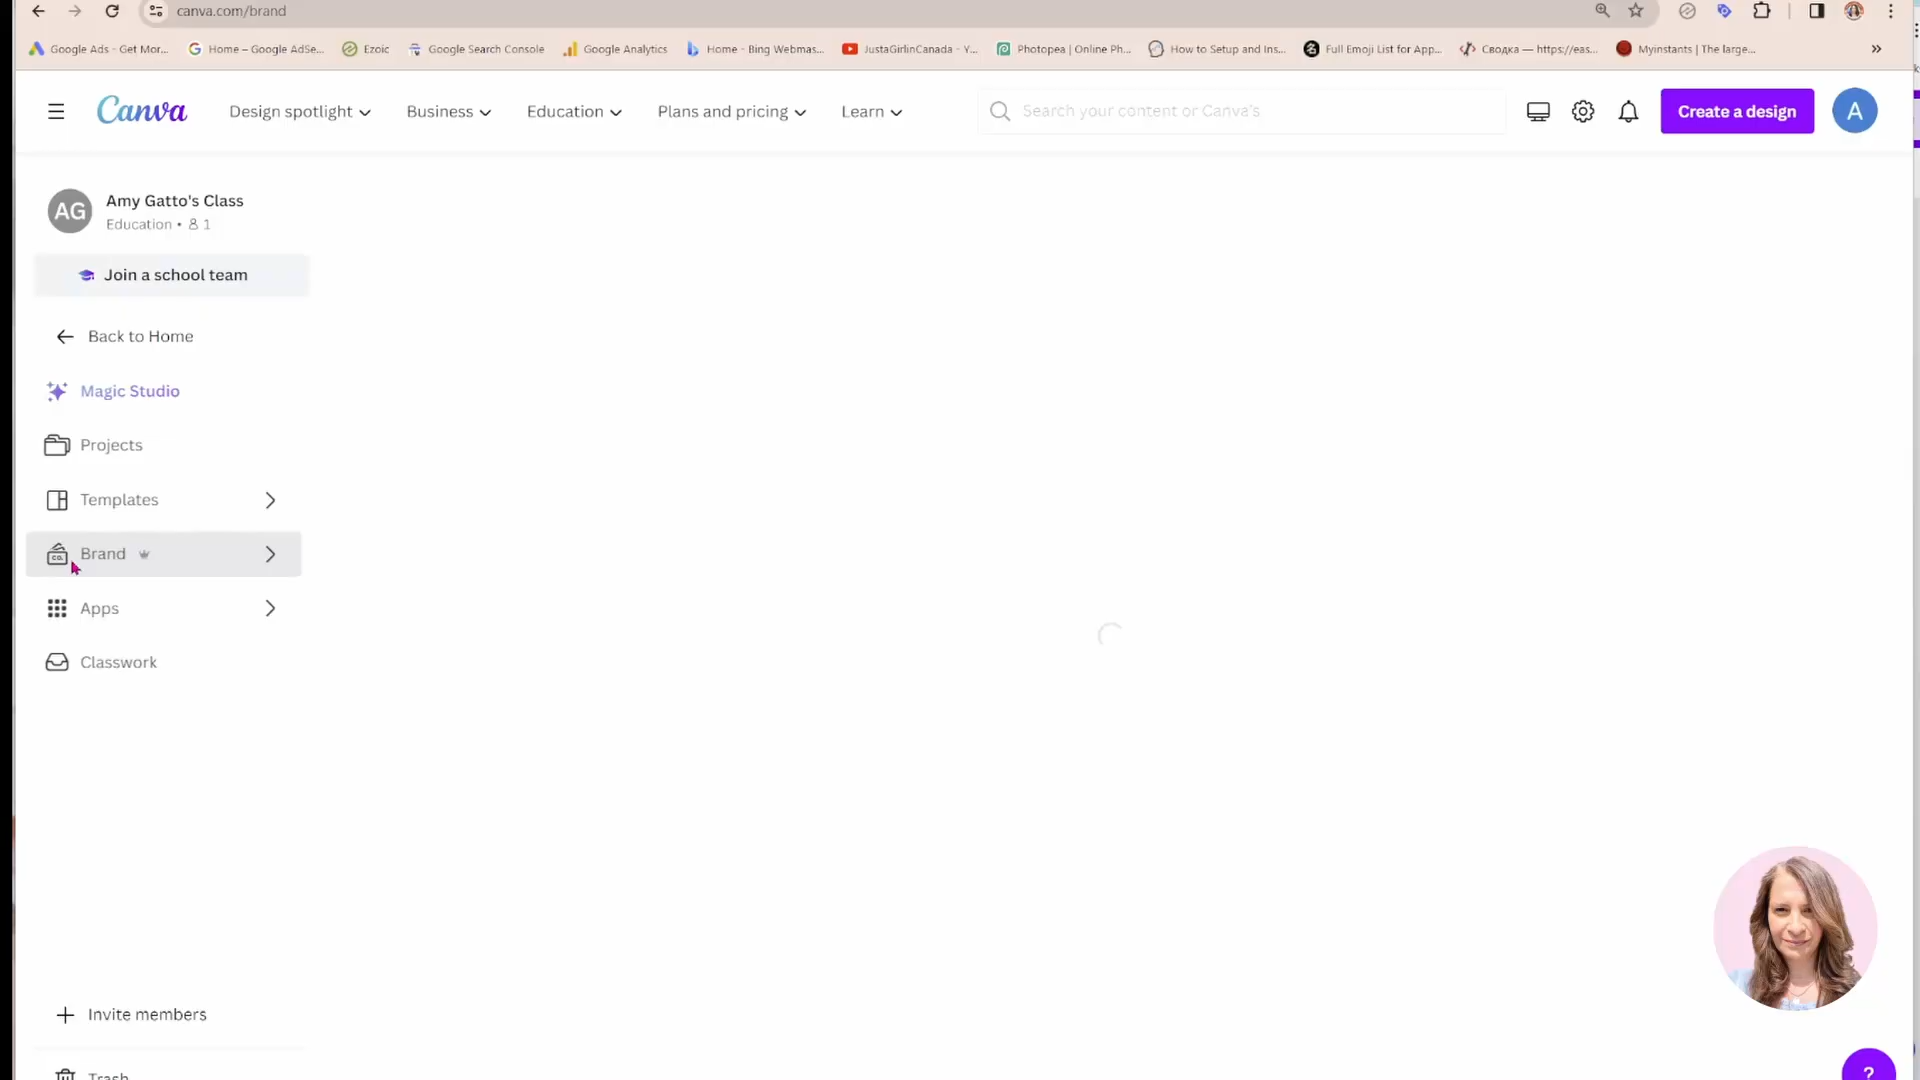 canva.com/brand
Google Ads - Get Mor...
Home – Google AdSe...
Ezoic
Google Search Console
Google Analytics
Home - Bing Webmas...
JustaGirlinCanada - Y...
Photopea | Online Ph...
How to Setup and Ins...
Full Emoji List for App...
Сводка — https://eas...
Myinstants | The large...
Canva
Design spotlight
Business
Education
Plans and pricing
Learn
Search your content or Canva's
Create a design
A
AG
Amy Gatto's Class
Education • 1
Join a school team
Back to Home
Magic Studio
Projects
Templates
CO.
Brand
Apps
Classwork
Invite members
Trash
?